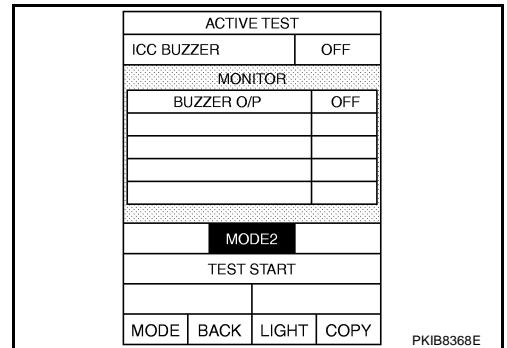 ACTIVE TEST
ICC BUZZER OFF
MONITOR
BUZZER O/P OFF
MODE2
TEST START
MODE BACK LIGHT COPY
PKIB8368E